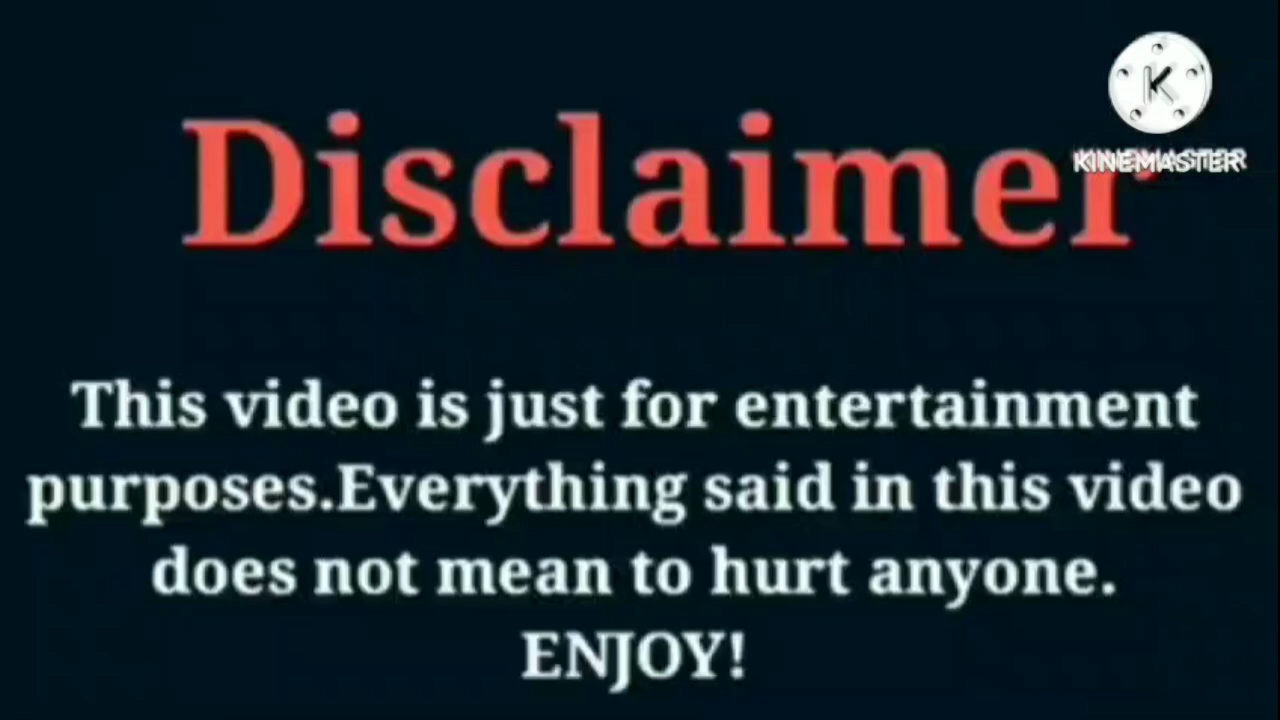 K
KINEMASTER
Disclaimer
This video is just for entertainment
purposes.Everything said in this video
does not mean to hurt anyone.
ENJOY!